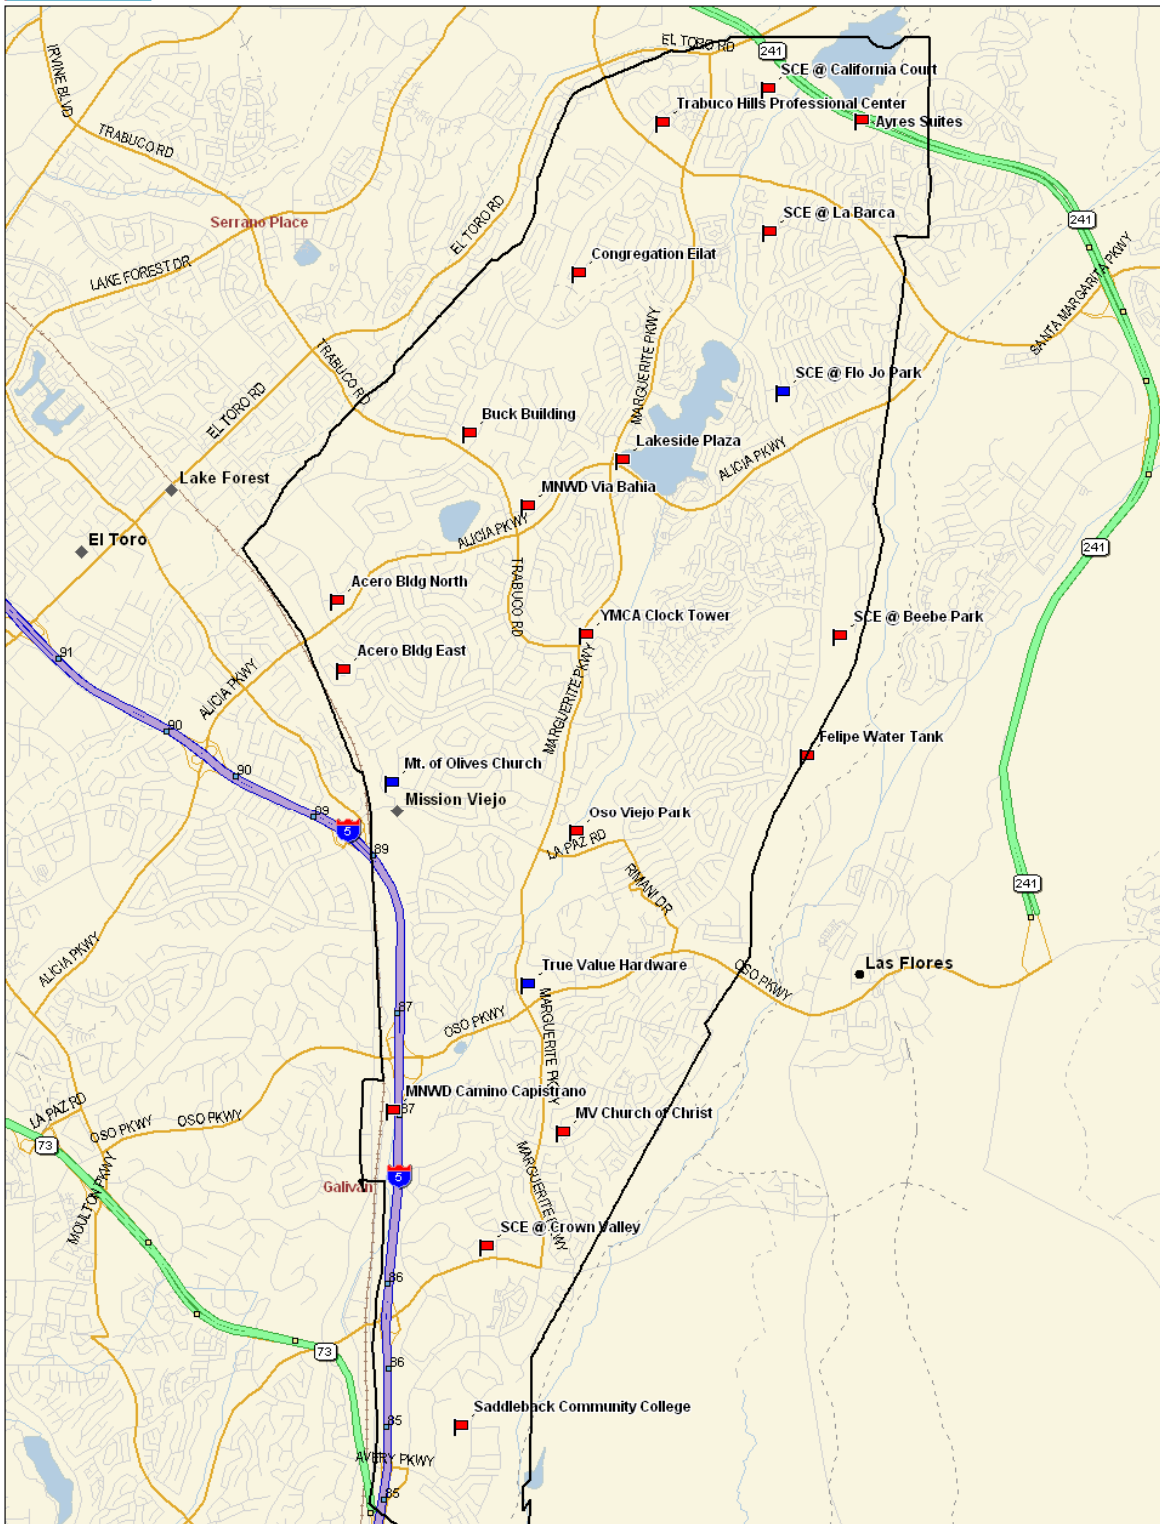 EL TORO RD
241
IRVINE BLVD
SCE @ California Court
Trabuco Hills Professional Center
Ayres Suites
TRABUCO RD
SCE @ La Barca
241
Serrano Place
EL TORO RD
Congregation Eilat
SANTA MARGARITA PKWY
LAKE FOREST DR
MARGUERITE PKWY
TRABUCO RD
SCE @ Flo Jo Park
EL TORO RD
Buck Building
Lakeside Plaza
ALICIA PKWY
Lake Forest
MNWD Via Bahia
ALICIA PKWY
El Toro
241
Acero Bldg North
TRABUCO RD
YMCA Clock Tower
SCE @ Beebe Park
91
Acero Bldg East
ALICIA PKWY
MARGUERITE PKWY
90
Felipe Water Tank
Mt. of Olives Church
90
Mission Viejo
89
5
Oso Viejo Park
LA PAZ RD
89
RIMANI DR
241
ALICIA PKWY
True Value Hardware
OSO PKWY
Las Flores
87
OSO PKWY
MARGUERITE PKWY
MNWD Camino Capistrano
87
LA PAZ RD
OSO PKWY
OSO PKWY
MV Church of Christ
73
MOULTON PKWY
Galivan
5
MARGUERITE PKWY
SCE @ Crown Valley
86
73
86
Saddleback Community College
85
AVERY PKWY
85